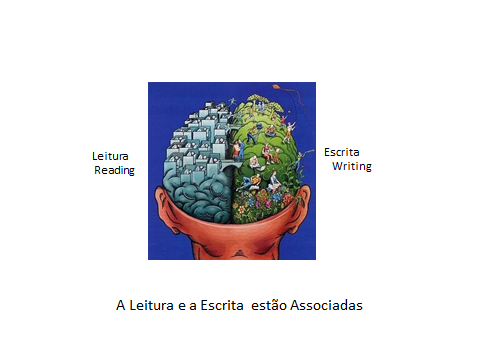 Leitura
Reading
Escrita
Writing
A Leitura e a Escrita estão Associadas